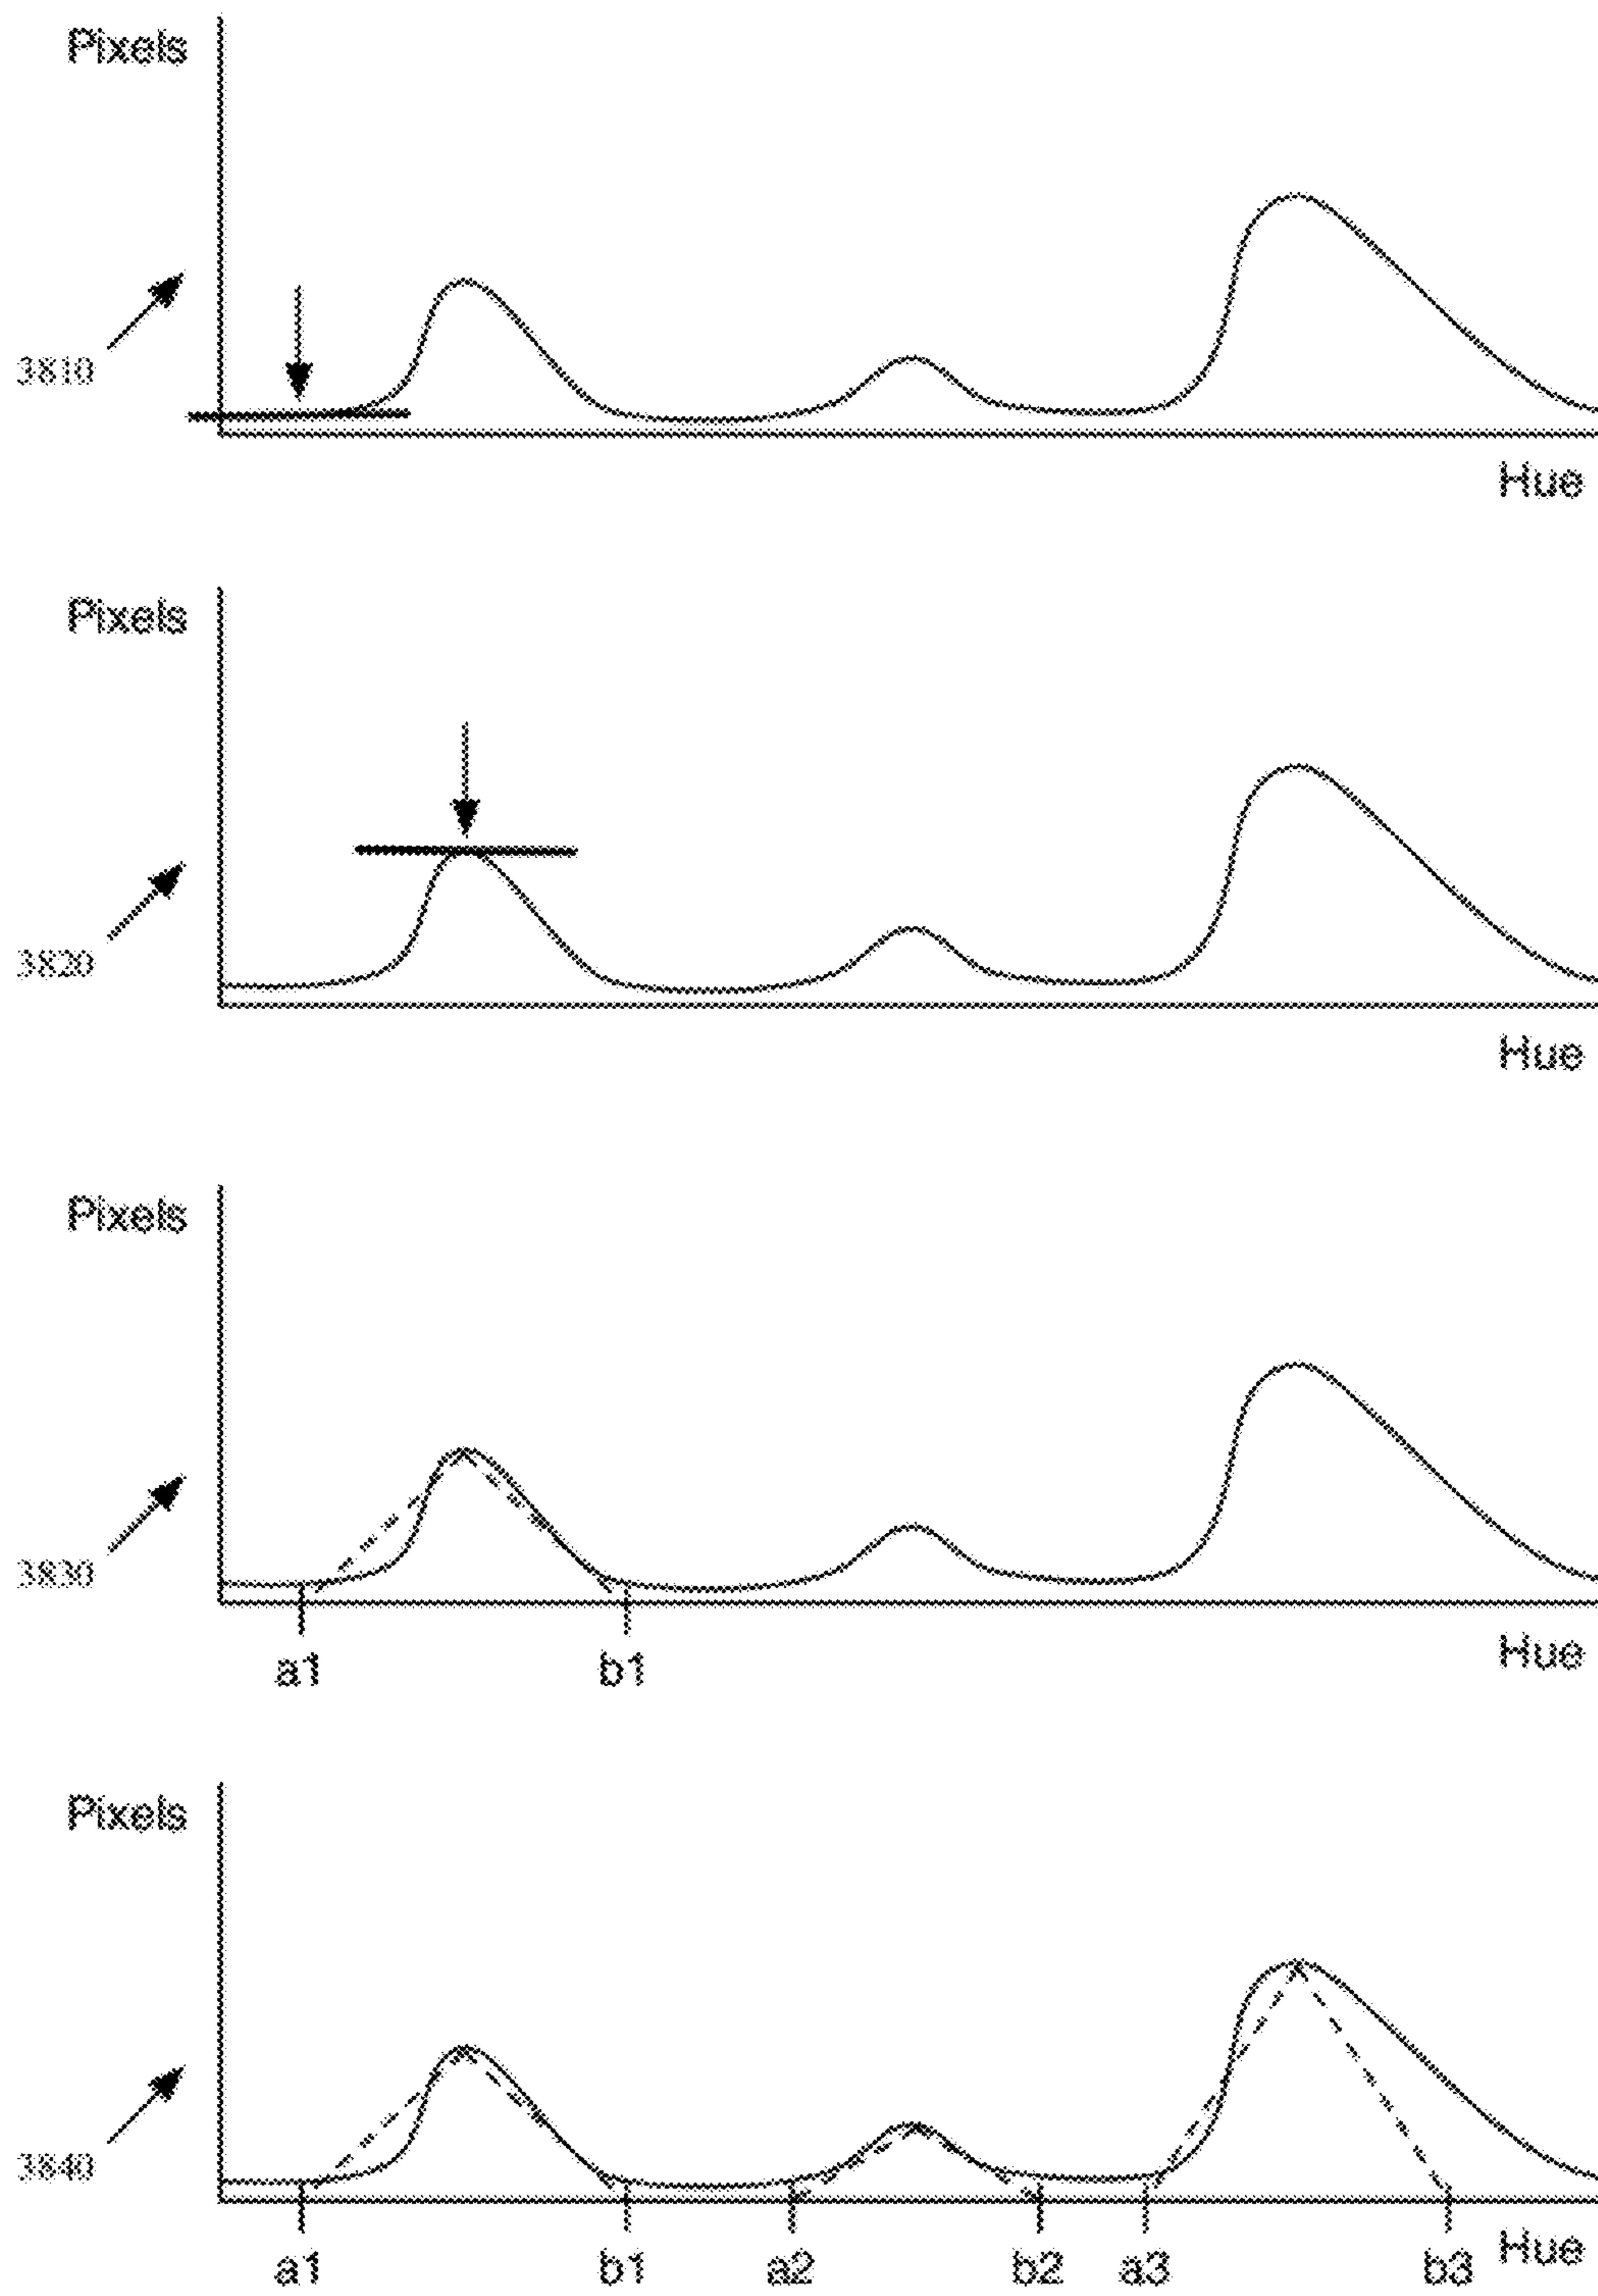 Pixels
3810
Hue
Pixels
3820
Hue
Pixels
3830
a1 b1 Hue
Pixels
3840
a1 b1 a2 b2 a3 b3 Hue